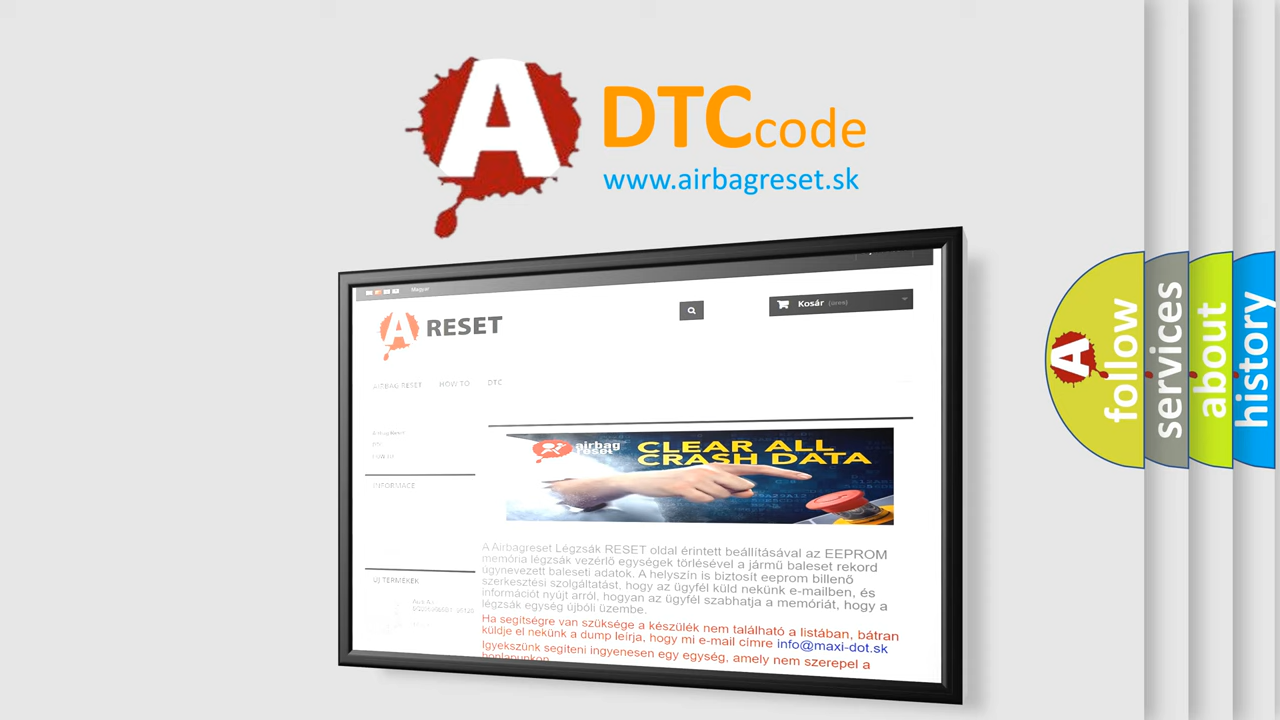 A
DTCcode
www.airbagreset.sk
Magyar
A RESET
Kosár (üres)
AIRBAG RESET HOW TO DTC
INFORMACE
airbag
reset
CLEAR ALL
CRASH DATA
A Airbagreset Légzsák RESET oldal érintett beállításával az EEPROM
memória légzsák vezérlő egységek törlésével a jármű baleset rekord
úgynevezett baleseti adatok. A helyszín is biztosít eeprom billenő
szerkesztési szolgáltatást, hogy az ügyfél küld nekünk e-mailben, és
információt nyújt arról, hogyan az ügyfél szabhatja a memóriát, hogy a
légzsák egység újbóli üzembe.
ÚJ TERMÉKEK
Ha segítségre van szüksége a készülék nem található a listában, bátran
küldje el nekünk a dump leírja, hogy mi e-mail címre info@maxi-dot.sk
Igyekszünk segíteni ingyenesen egy egység, amely nem szerepel a
honlapunkon
A
follow
services
about
history